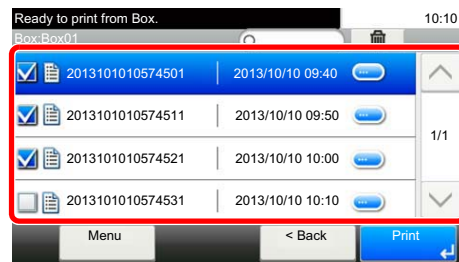 Ready to print from Box. 10:10
Box:Box01
2013101010574501 2013/10/10 09:40 ...
2013101010574511 2013/10/10 09:50 ...
1/1
2013101010574521 2013/10/10 10:00 ...
2013101010574531 2013/10/10 10:10 ...
Menu < Back Print